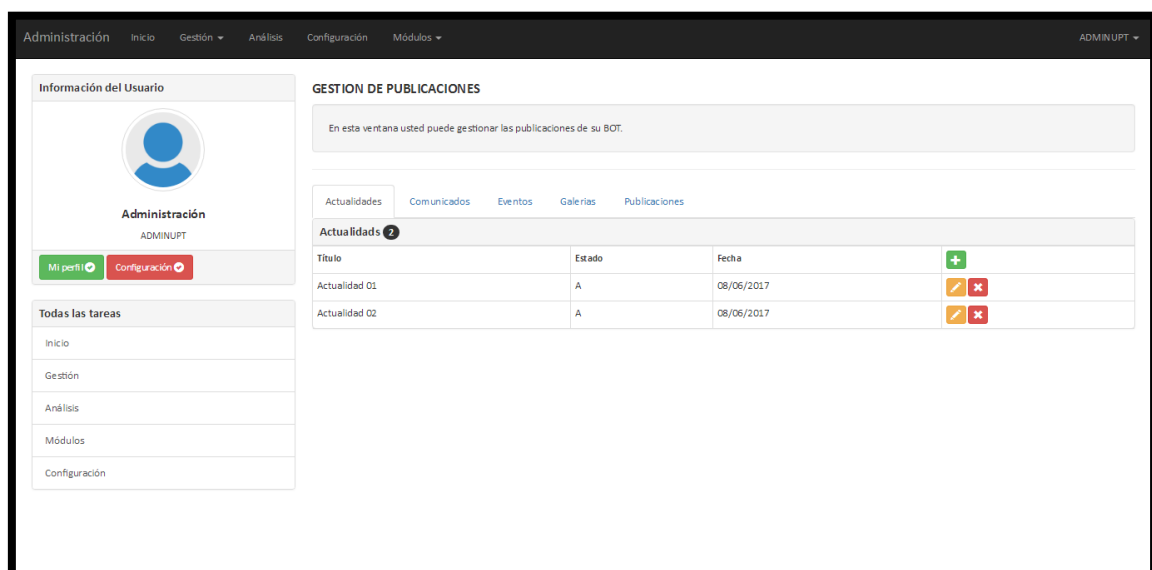 Administración Inicio Gestión Análisis Configuración Módulos ADMINUPT
Información del Usuario
Administración
ADMINUPT
Mi perfil Configuración
Todas las tareas
Inicio
Gestión
Análisis
Módulos
Configuración
GESTION DE PUBLICACIONES
En esta ventana usted puede gestionar las publicaciones de su BOT.
Actualidades Comunicados Eventos Galerias Publicaciones
Actualidads 2
Título Estado Fecha
Actualidad 01 A 08/06/2017
Actualidad 02 A 08/06/2017